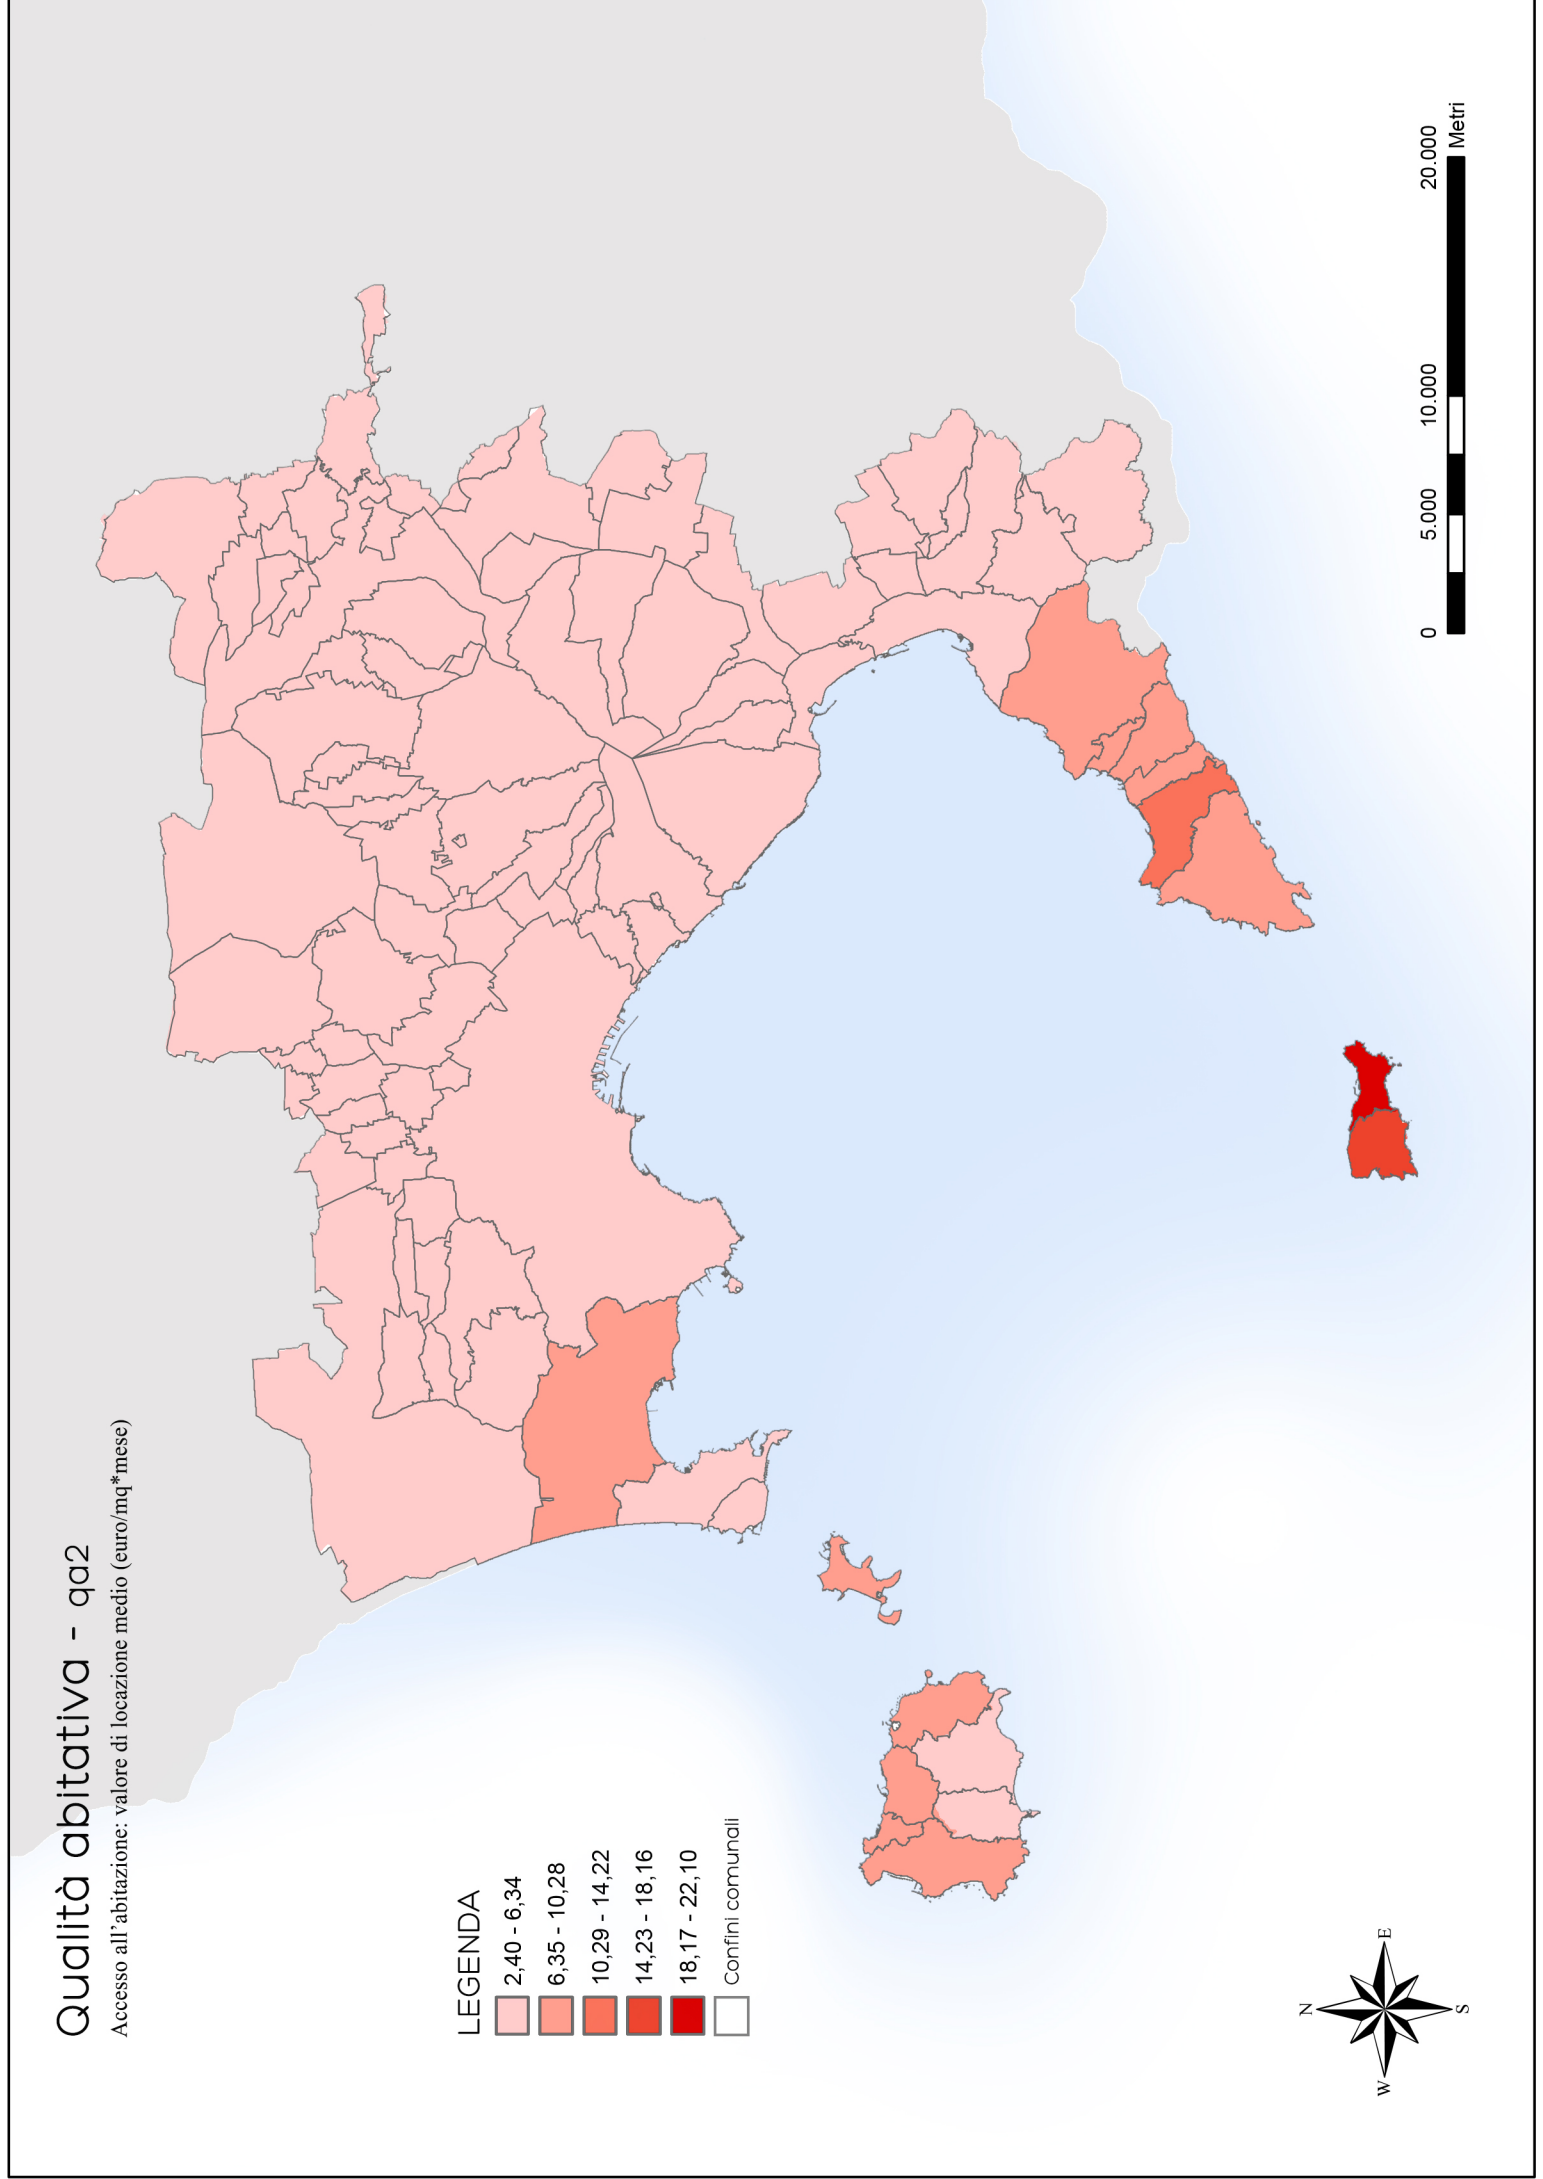 Qualità abitativa - qa2
Accesso all'abitazione: valore di locazione medio (euro/mq*mese)
LEGENDA
2,40 - 6,34
6,35 - 10,28
10,29 - 14,22
14,23 - 18,16
18,17 - 22,10
Confini comunali
N
W
E
S
0
5.000
10.000
20.000
Metri